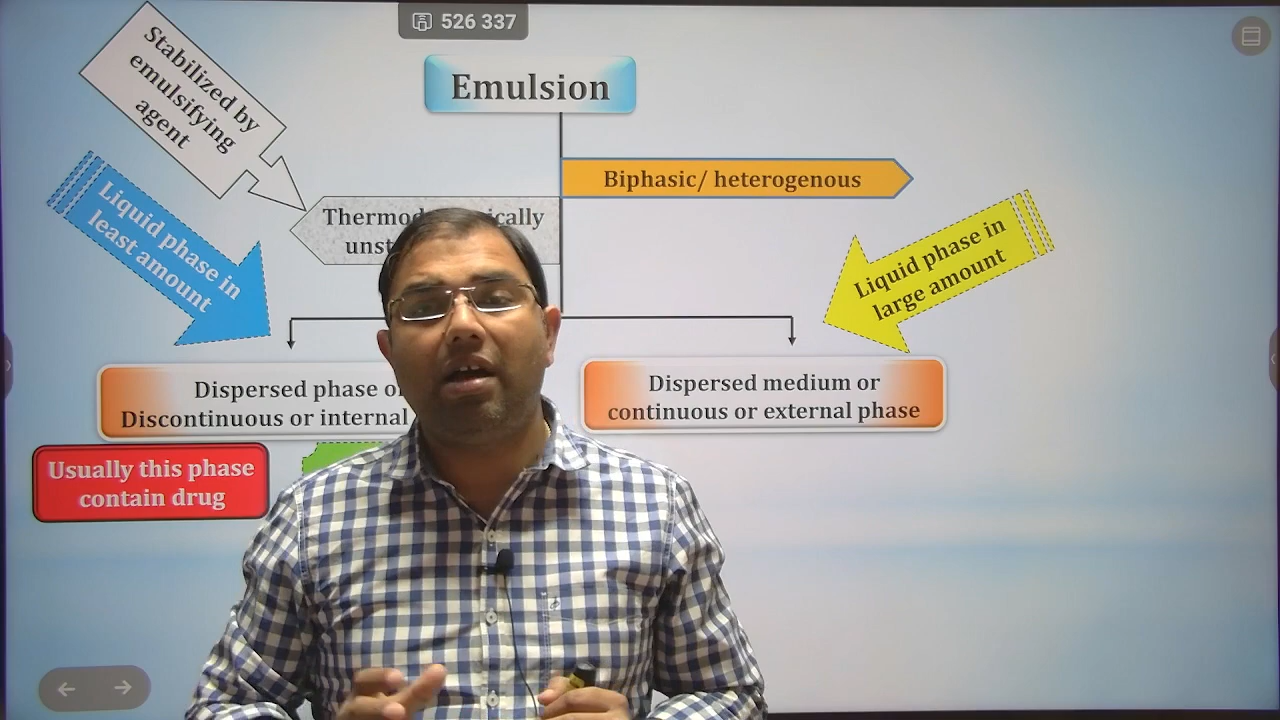 526 337
Emulsion
Stabilized by
emulsifying
agent
Biphasic/ heterogenous
Liquid phase in
least amount
Liquid phase in
large amount
Dispersed phase
Discontinuous or internal
Dispersed medium or
continuous or external phase
Usually this phase
contain drug